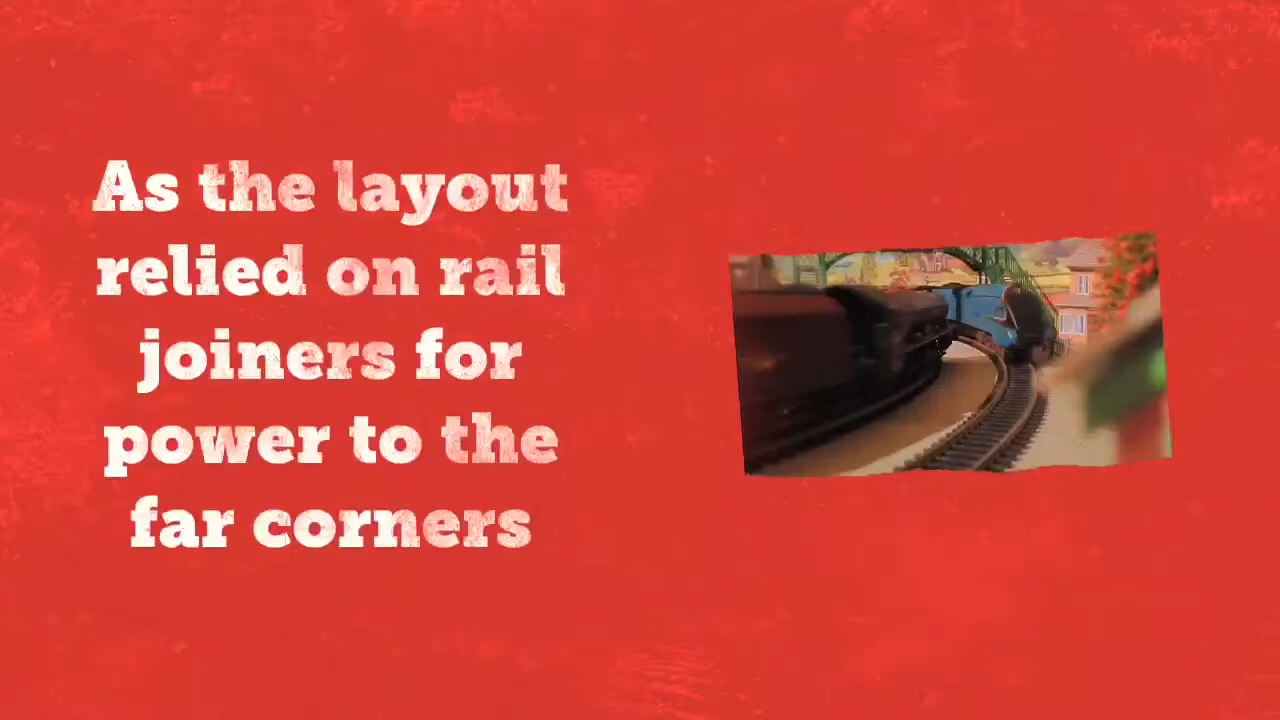 As the layout
relied on rail
joiners for
power to the
far corners